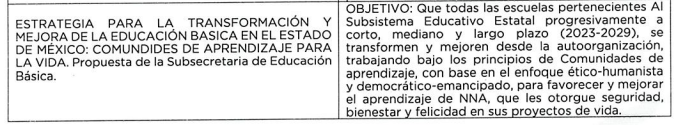 ESTRATEGIA PARA LA TRANSFORMACIÓN Y
MEJORA DE LA EDUCACIÓN BASICA EN EL ESTADO
DE MÉXICO: COMUNDIDES DE APRENDIZAJE PARA
LA VIDA. Propuesta de la Subsecretaria de Educación
Básica.
OBJETIVO: Que todas las escuelas pertenecientes Al
Subsistema Educativo Estatal progresivamente a
corto, mediano y largo plazo (2023-2029), se
transformen y mejoren desde la autoorganización,
trabajando bajo los principios de Comunidades de
aprendizaje, con base en el enfoque ético-humanista
y democrático-emancipado, para favorecer y mejorar
el aprendizaje de NNA, que les otorgue seguridad,
bienestar y felicidad en sus proyectos de vida.